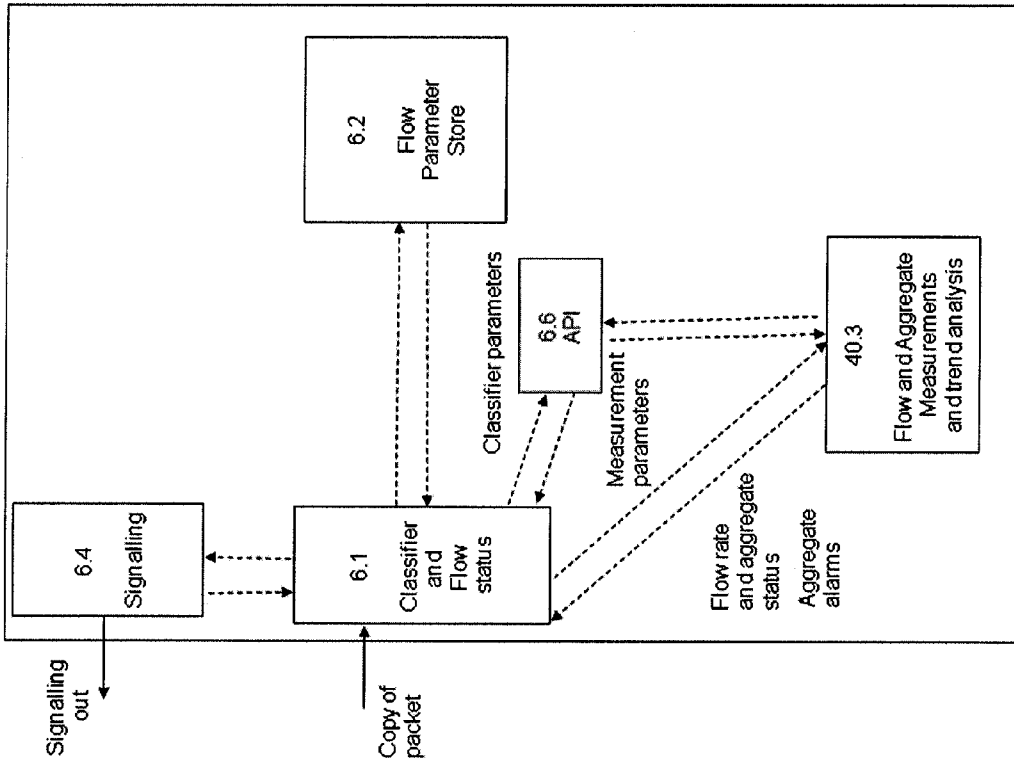 Signalling
out
6.4
Signalling
Copy of
packet
6.1
Classifier
and
Flow
status
6.2
Flow
Parameter
Store
Classifier parameters
6.6
API
Measurement
parameters
Flow rate
and aggregate
status
Aggregate
alarms
40.3
Flow and Aggregate
Measurements
and trend analysis